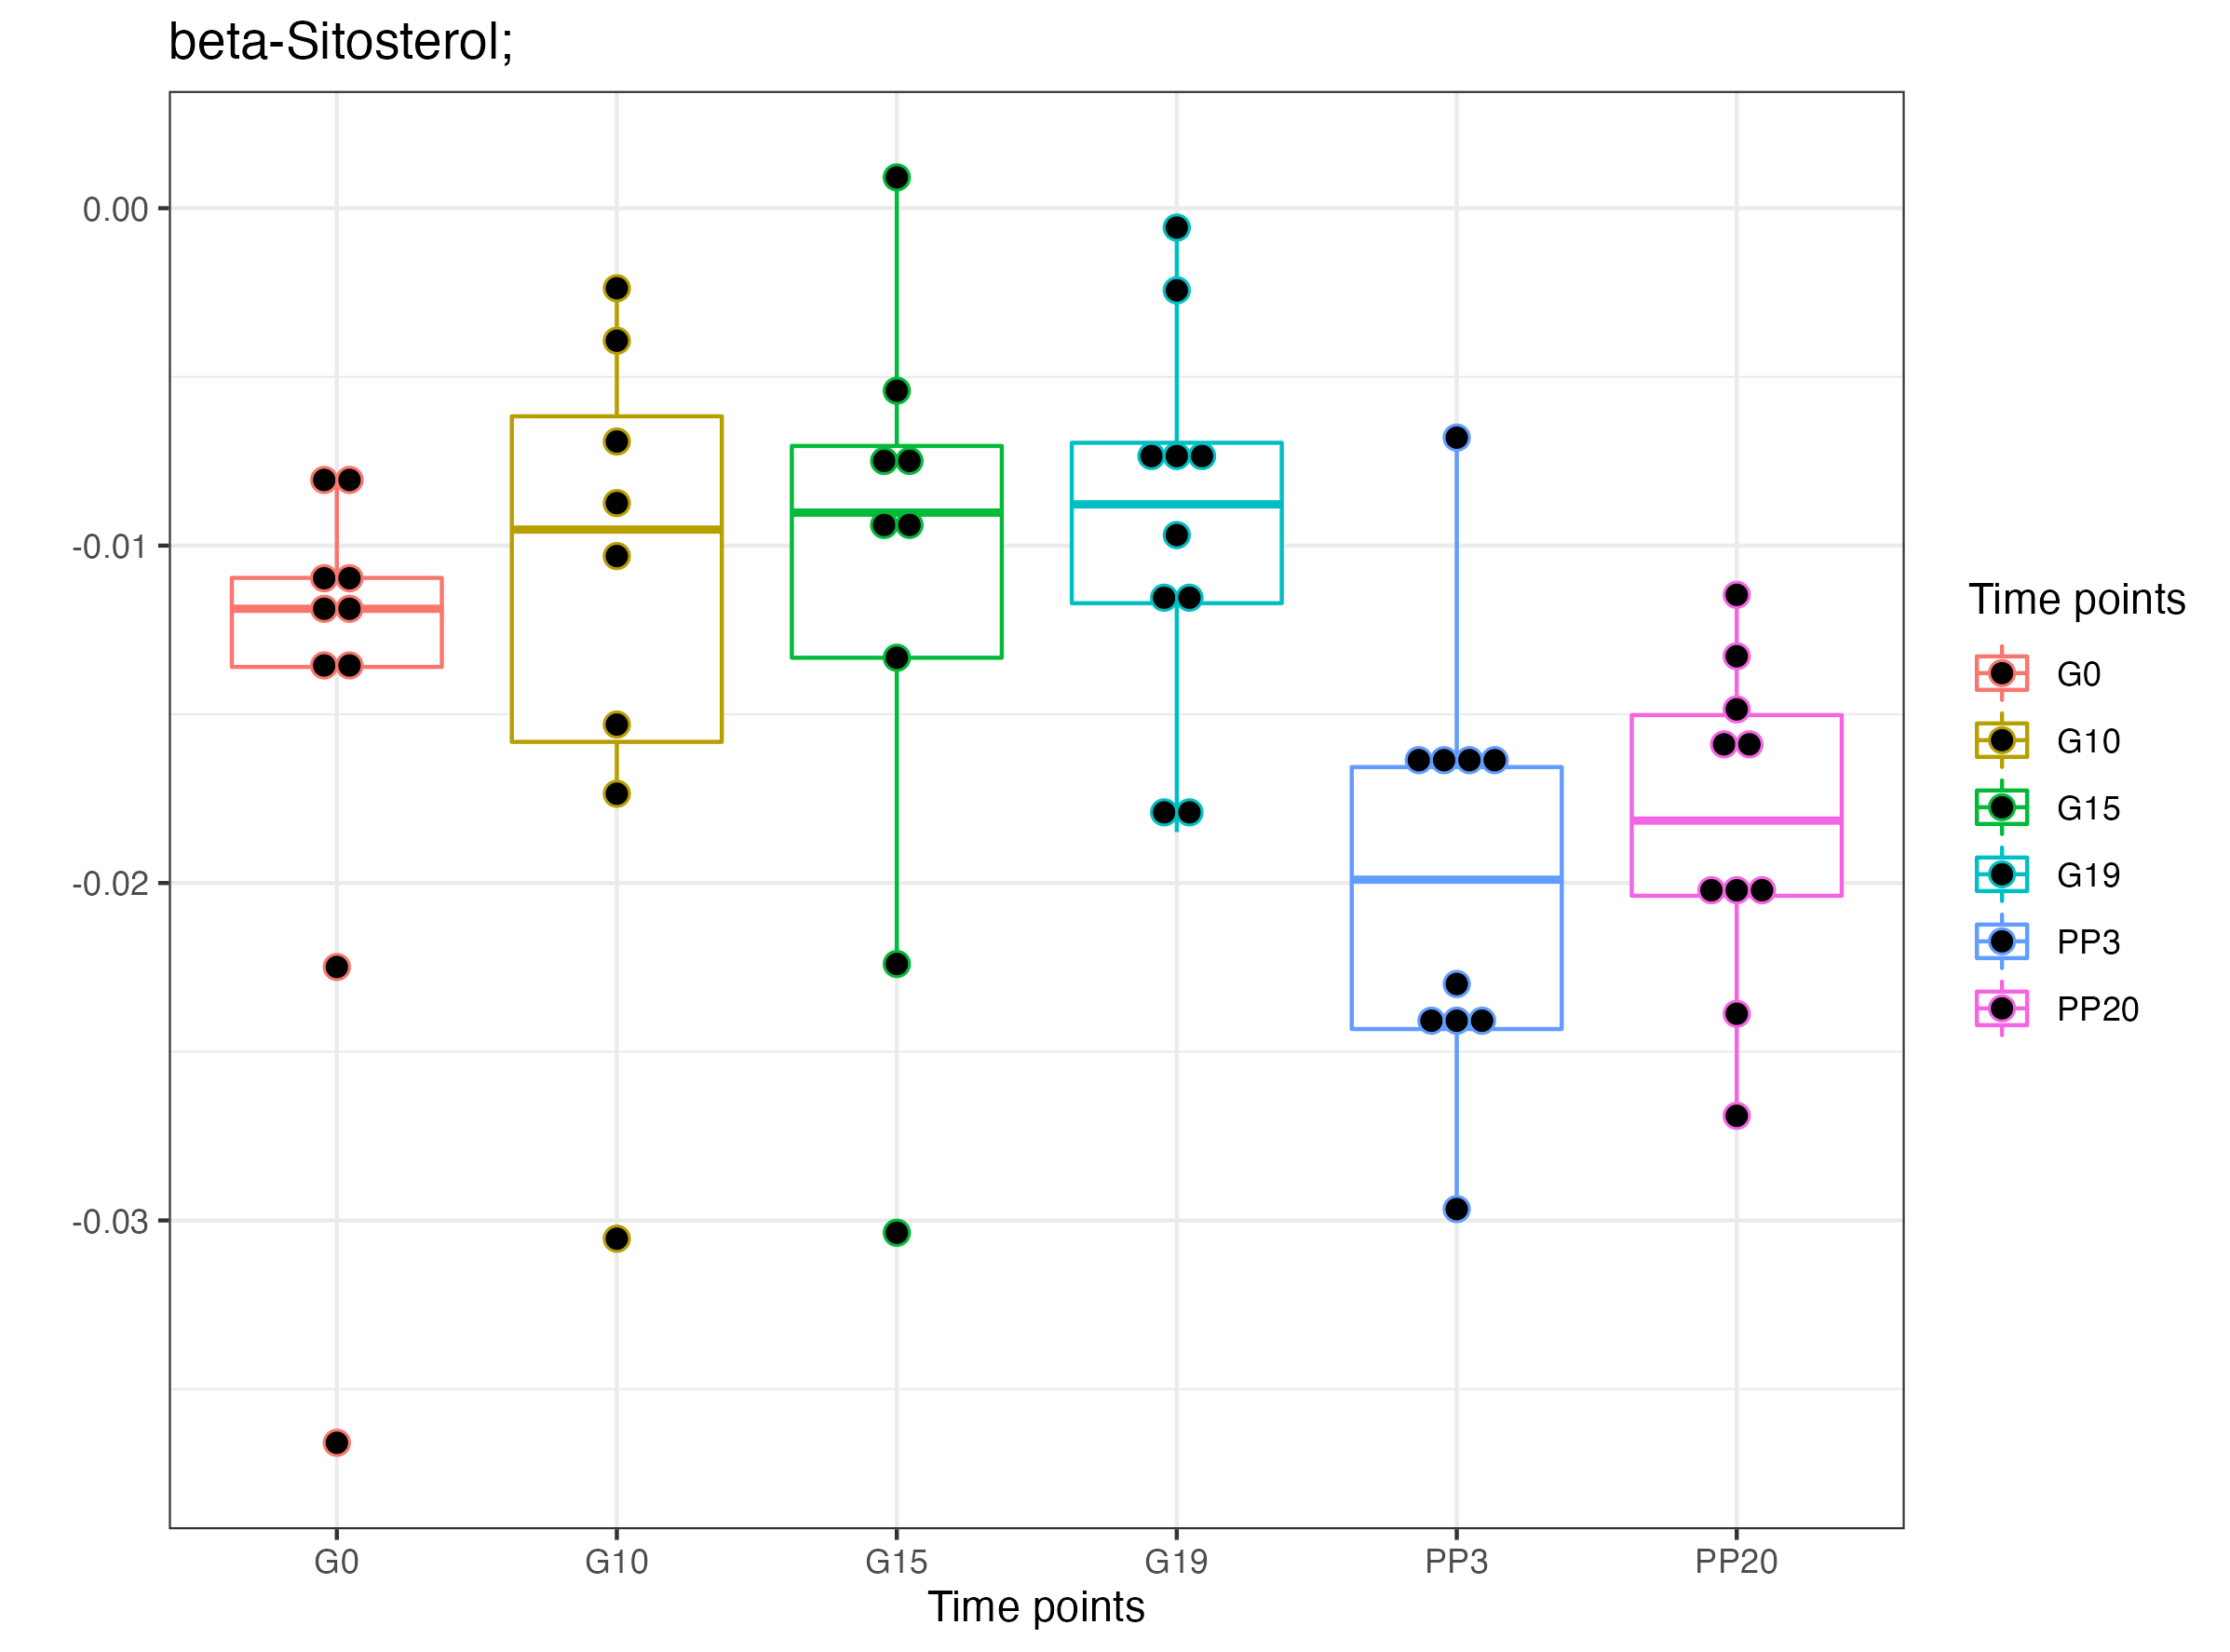 beta-Sitosterol;
0.00
-0.01
-0.02
-0.03
G0 G10 G15 G19 PP3 PP20
Time points
Time points
G0
G10
G15
G19
PP3
PP20